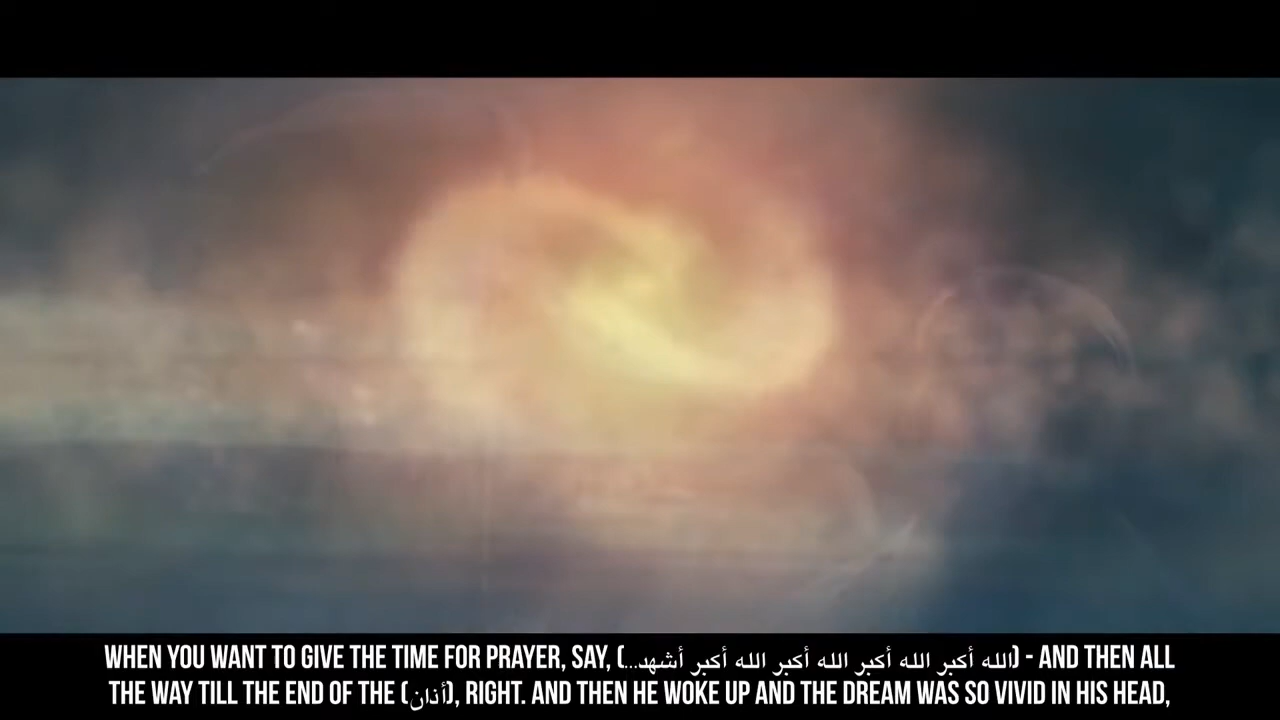 WHEN YOU WANT TO GIVE THE TIME FOR PRAYER, SAY, (الله أكبر الله أكبر الله أكبر الله أكبر أشهد...) - AND THEN ALL
THE WAY TILL THE END OF THE (أذان), RIGHT. AND THEN HE WOKE UP AND THE DREAM WAS SO VIVID IN HIS HEAD,